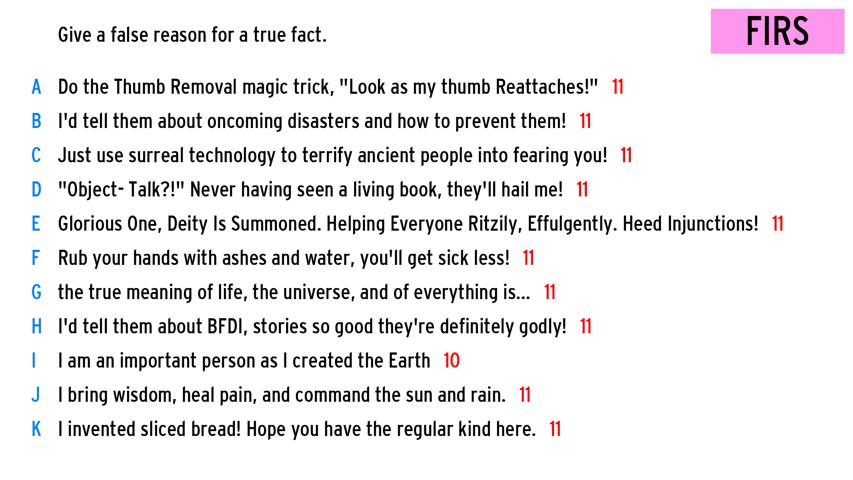 Give a false reason for a true fact.
FIRS
A Do the Thumb Removal magic trick, "Look as my thumb Reattaches!" 11
B I'd tell them about oncoming disasters and how to prevent them! 11
C Just use surreal technology to terrify ancient people into fearing you! 11
D "Object- Talk?!" Never having seen a living book, they'll hail me! 11
E Glorious One, Deity Is Summoned. Helping Everyone Ritzily, Effulgently. Heed Injunctions! 11
F Rub your hands with ashes and water, you'll get sick less! 11
G the true meaning of life, the universe, and of everything is... 11
H I'd tell them about BFDI, stories so good they're definitely godly! 11
I I am an important person as I created the Earth 10
J I bring wisdom, heal pain, and command the sun and rain. 11
K I invented sliced bread! Hope you have the regular kind here. 11